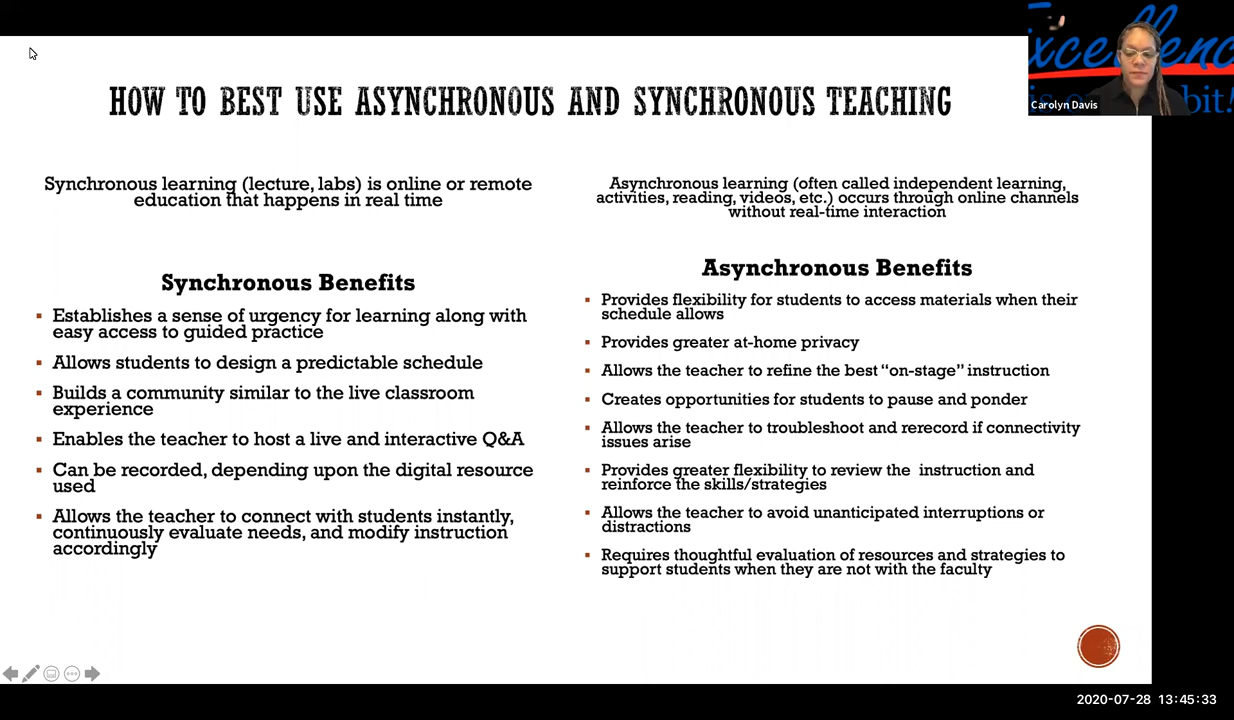 HOW TO BEST USE ASYNCHRONOUS AND SYNCHRONOUS TEACHING
Carolyn Davis
Synchronous learning (lecture, labs) is online or remote
education that happens in real time
Synchronous Benefits
Establishes a sense of urgency for learning along with
easy access to guided practice
Allows students to design a predictable schedule
Builds a community similar to the live classroom
experience
Enables the teacher to host a live and interactive Q&A
Can be recorded, depending upon the digital resource
used
Allows the teacher to connect with students instantly,
continuously evaluate needs, and modify instruction
accordingly
Asynchronous learning (often called independent learning,
activities, reading, videos, etc.) occurs through online channels
without real-time interaction
Asynchronous Benefits
Provides flexibility for students to access materials when their
schedule allows
Provides greater at-home privacy
Allows the teacher to refine the best “on-stage” instruction
Creates opportunities for students to pause and ponder
Allows the teacher to troubleshoot and rerecord if connectivity
issues arise
Provides greater flexibility to review the instruction and
reinforce the skills/strategies
Allows the teacher to avoid unanticipated interruptions or
distractions
Requires thoughtful evaluation of resources and strategies to
support students when they are not with the faculty
2020-07-28 13:45:33